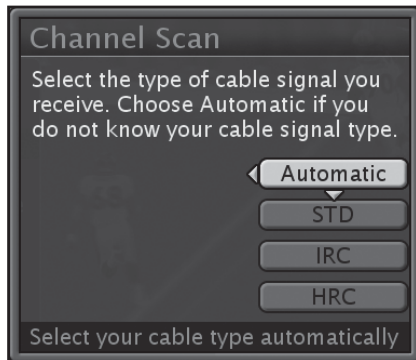 Channel Scan
Select the type of cable signal you
receive. Choose Automatic if you
do not know your cable signal type.
Automatic
STD
IRC
HRC
Select your cable type automatically